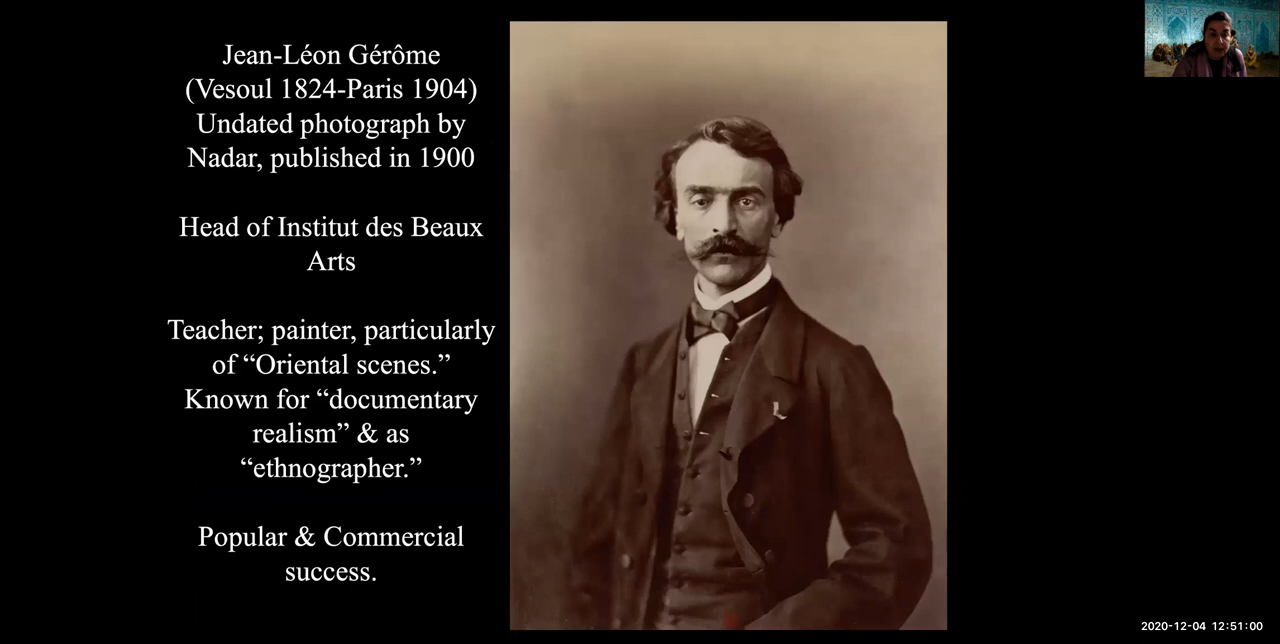 Jean-Léon Gérôme
(Vesoul 1824-Paris 1904)
Undated photograph by
Nadar, published in 1900
Head of Institut des Beaux
Arts
Teacher; painter, particularly
of “Oriental scenes.”
Known for “documentary
realism” & as
“ethnographer.”
Popular & Commercial
success.
2020-12-04 12:51:00